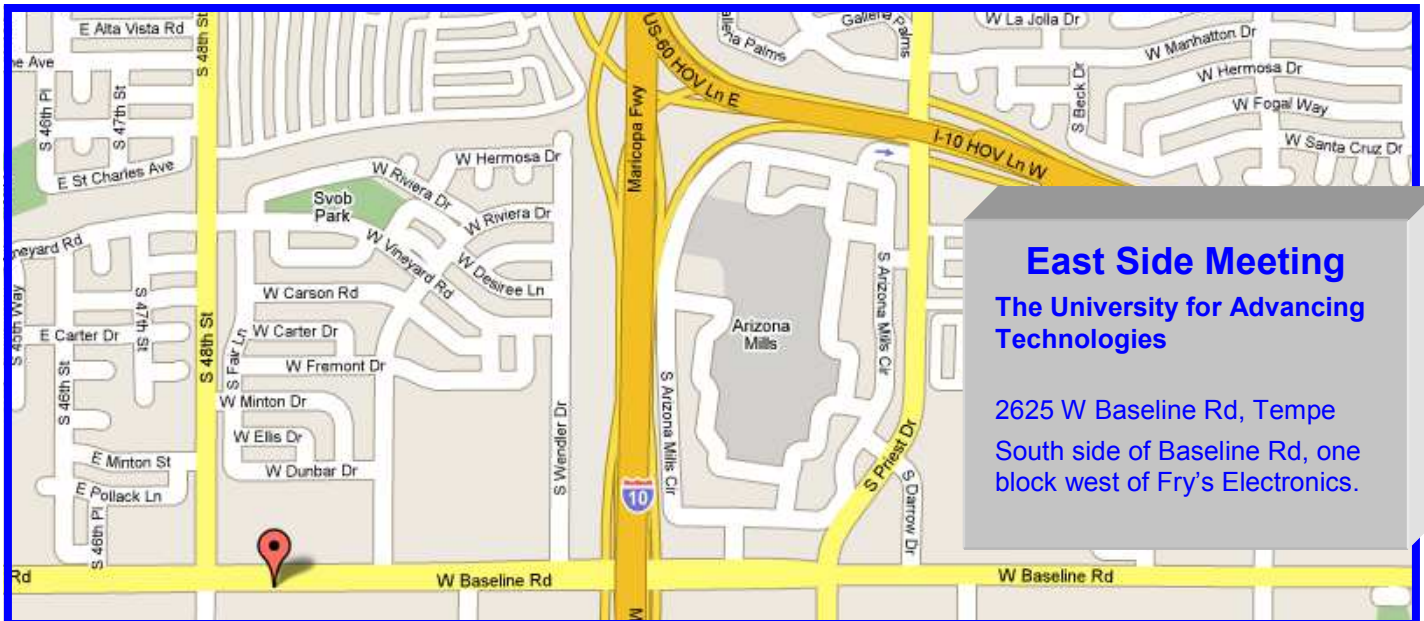 E Alta Vista Rd
S 48th St
US-60 HOV Ln E
Galleria Palms
W La Jolla Dr
W Manhatton Dr
W Hermosa Dr
W Fogal Way
W Santa Cruz Dr
S Beck Dr
ne Ave
S 46th Pl
S 47th St
E St Charles Ave
Maricopa Fwy
I-10 HOV Ln W
W Hermosa Dr
W Riviera Dr
Svob
Park
W Riviera Dr
W Vineyard Rd
W Desiree Ln
neyard Rd
S 45th Way
S 47th St
E Carter Dr
S 46th St
S 48th St
W Carson Rd
S Fair Ln
W Carter Dr
W Fremont Dr
W Minton Dr
W Ellis Dr
W Dunbar Dr
E Minton St
E Pollack Ln
S 46th Pl
S Wendler Dr
10
S Arizona Mills Cir
Arizona
Mills
S Arizona Mills Cir
S Priest Dr
S Darrow Dr
Rd
W Baseline Rd
W Baseline Rd
M
East Side Meeting
The University for Advancing
Technologies
2625 W Baseline Rd, Tempe
South side of Baseline Rd, one
block west of Fry's Electronics.